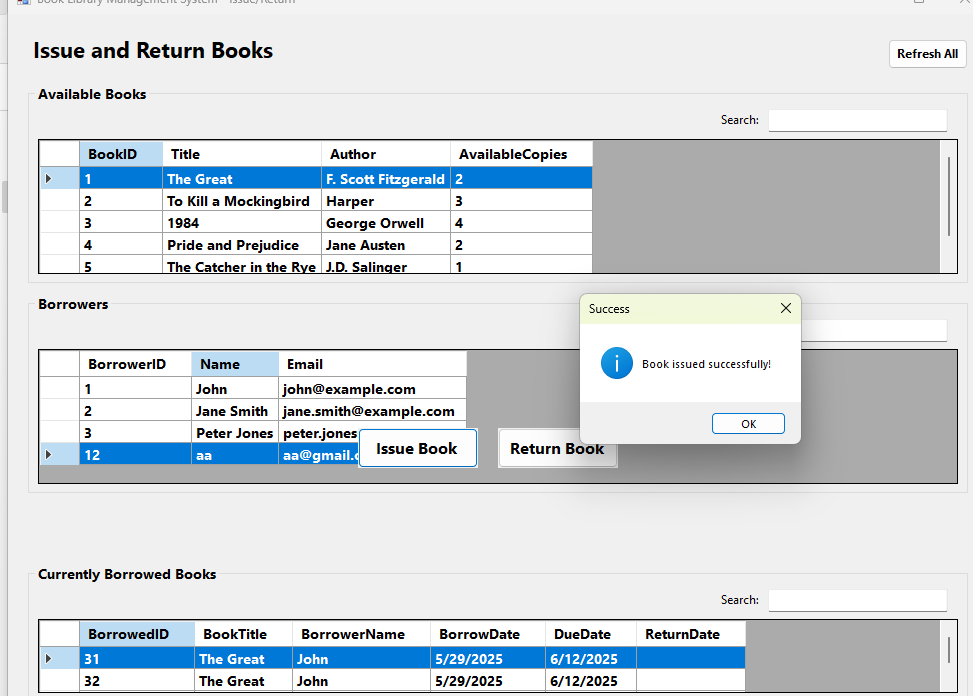 Book Library Management System - Issue/Return
Issue and Return Books
Refresh All
Available Books
Search:
BookID Title Author AvailableCopies
1 The Great F. Scott Fitzgerald 2
2 To Kill a Mockingbird Harper 3
3 1984 George Orwell 4
4 Pride and Prejudice Jane Austen 2
5 The Catcher in the Rye J.D. Salinger 1
Borrowers
Success
BorrowerID Name Email
i Book issued successfully!
1 John john@example.com
2 Jane Smith jane.smith@example.com
OK
3 Peter Jones peter.jones
12 aa aa@gmail.c
Issue Book Return Book
Currently Borrowed Books
Search:
BorrowedID BookTitle BorrowerName BorrowDate DueDate ReturnDate
31 The Great John 5/29/2025 6/12/2025
32 The Great John 5/29/2025 6/12/2025